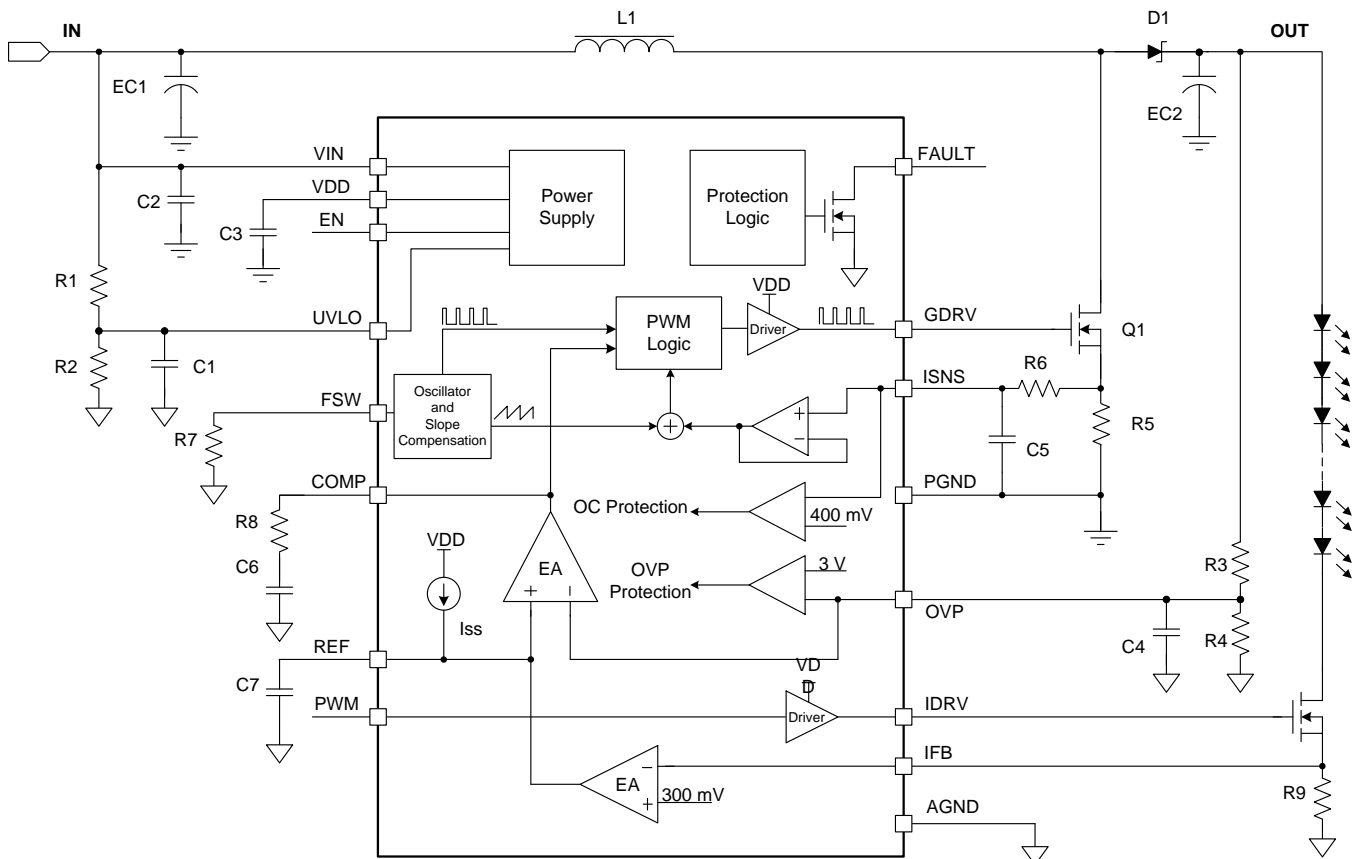 IN
L1
D1
OUT
EC1
EC2
VIN
VDD
EN
C2
C3
Power
Supply
Protection
Logic
FAULT
R1
UVLO
VDD
PWM
Logic
Driver
GDRV
Q1
R2
C1
FSW
Oscillator
and
Slope
Compensation
+
+
−
ISNS
R6
R5
C5
R7
COMP
PGND
OC Protection
400 mV
R8
C6
VDD
EA
+
−
OVP
Protection
3 V
R3
OVP
Iss
C4
R4
REF
C7
PWM
VD
D
Driver
IDRV
IFB
EA
−
+
300 mV
R9
AGND